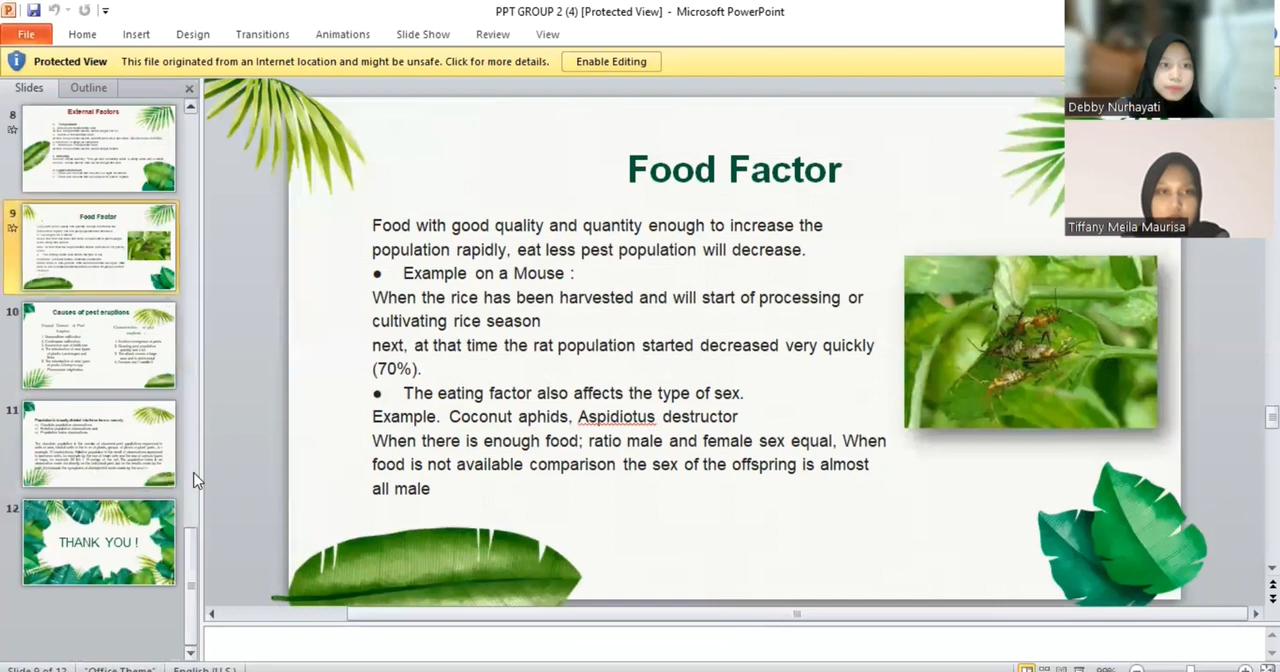 PPT GROUP 2 (4) [Protected View] - Microsoft PowerPoint
File Home Insert Design Transitions Animations Slide Show Review View
Protected View This file originated from an Internet location and might be unsafe. Click for more details. Enable Editing
Slides Outline
8
External Factors
9
Food Factor
10
Causes of pest eruptions
11
12
THANK YOU !
Food Factor
Food with good quality and quantity enough to increase the
population rapidly, eat less pest population will decrease.
● Example on a Mouse :
When the rice has been harvested and will start of processing or
cultivating rice season
next, at that time the rat population started decreased very quickly
(70%).
● The eating factor also affects the type of sex.
Example. Coconut aphids, Aspidiotus destructor
When there is enough food; ratio male and female sex equal, When
food is not available comparison the sex of the offspring is almost
all male
Debby Nurhayati
Tiffany Meila Maurisa
Slide 9 of 12 "Office Theme" English (U.S.) 99%